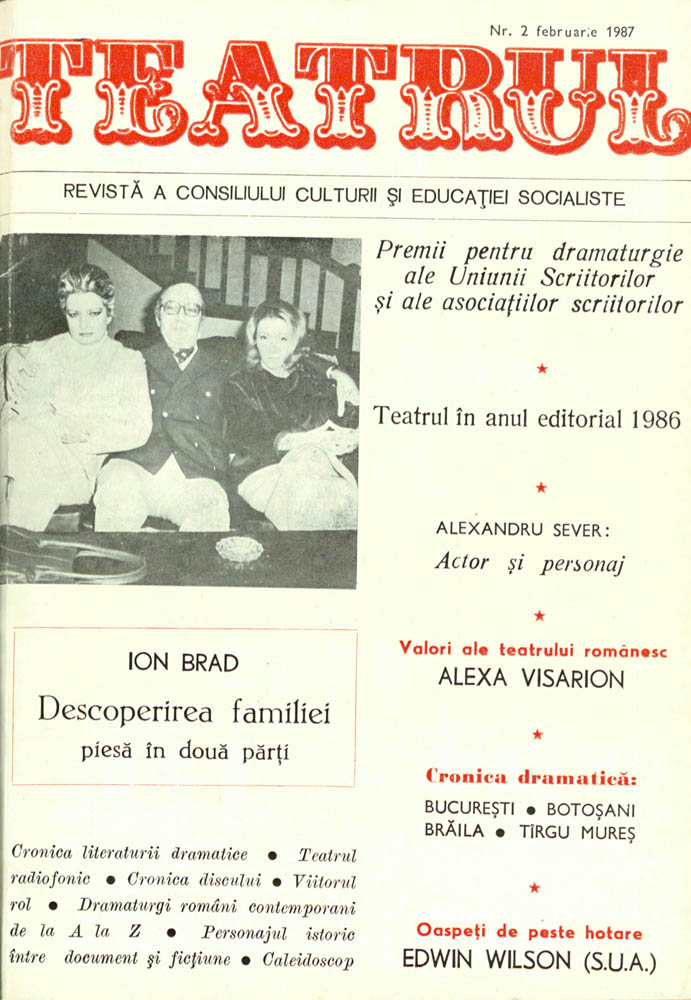 Nr. 2 februarie 1987
TEATRUL
REVISTĂ A CONSILIULUI CULTURII ŞI EDUCAŢIEI SOCIALISTE
Premii pentru dramaturgie
ale Uniunii Scriitorilor
şi ale asociaţiilor scriitorilor
Teatrul în anul editorial 1986
ALEXANDRU SEVER:
Actor şi personaj
Valori ale teatrului românesc
ALEXA VISARION
Cronica dramatică:
BUCUREŞTI ● BOTOŞANI
BRĂILA ● TÎRGU MUREŞ
Oaspeţi de peste hotare
EDWIN WILSON (S.U.A.)
ION BRAD
Descoperirea familiei
piesă în două părţi
Cronica literaturii dramatice ● Teatrul
radiofonic ● Cronica discului ● Viitorul
rol ● Dramaturgi români contemporani
de la A la Z ● Personajul istoric
între document şi ficţiune ● Caleidoscop